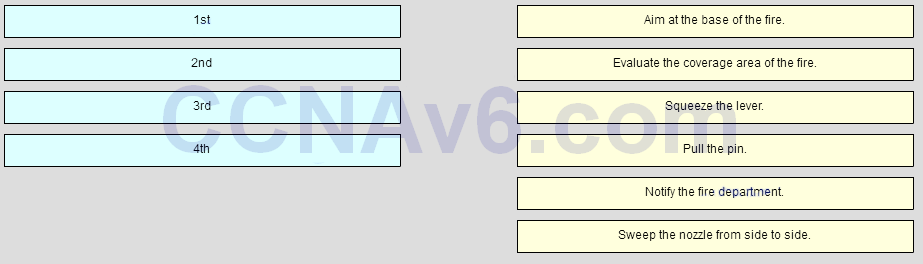 1st
2nd
3rd
4th
Aim at the base of the fire.
Evaluate the coverage area of the fire.
Squeeze the lever.
Pull the pin.
Notify the fire department.
Sweep the nozzle from side to side.
CCNAv6.com